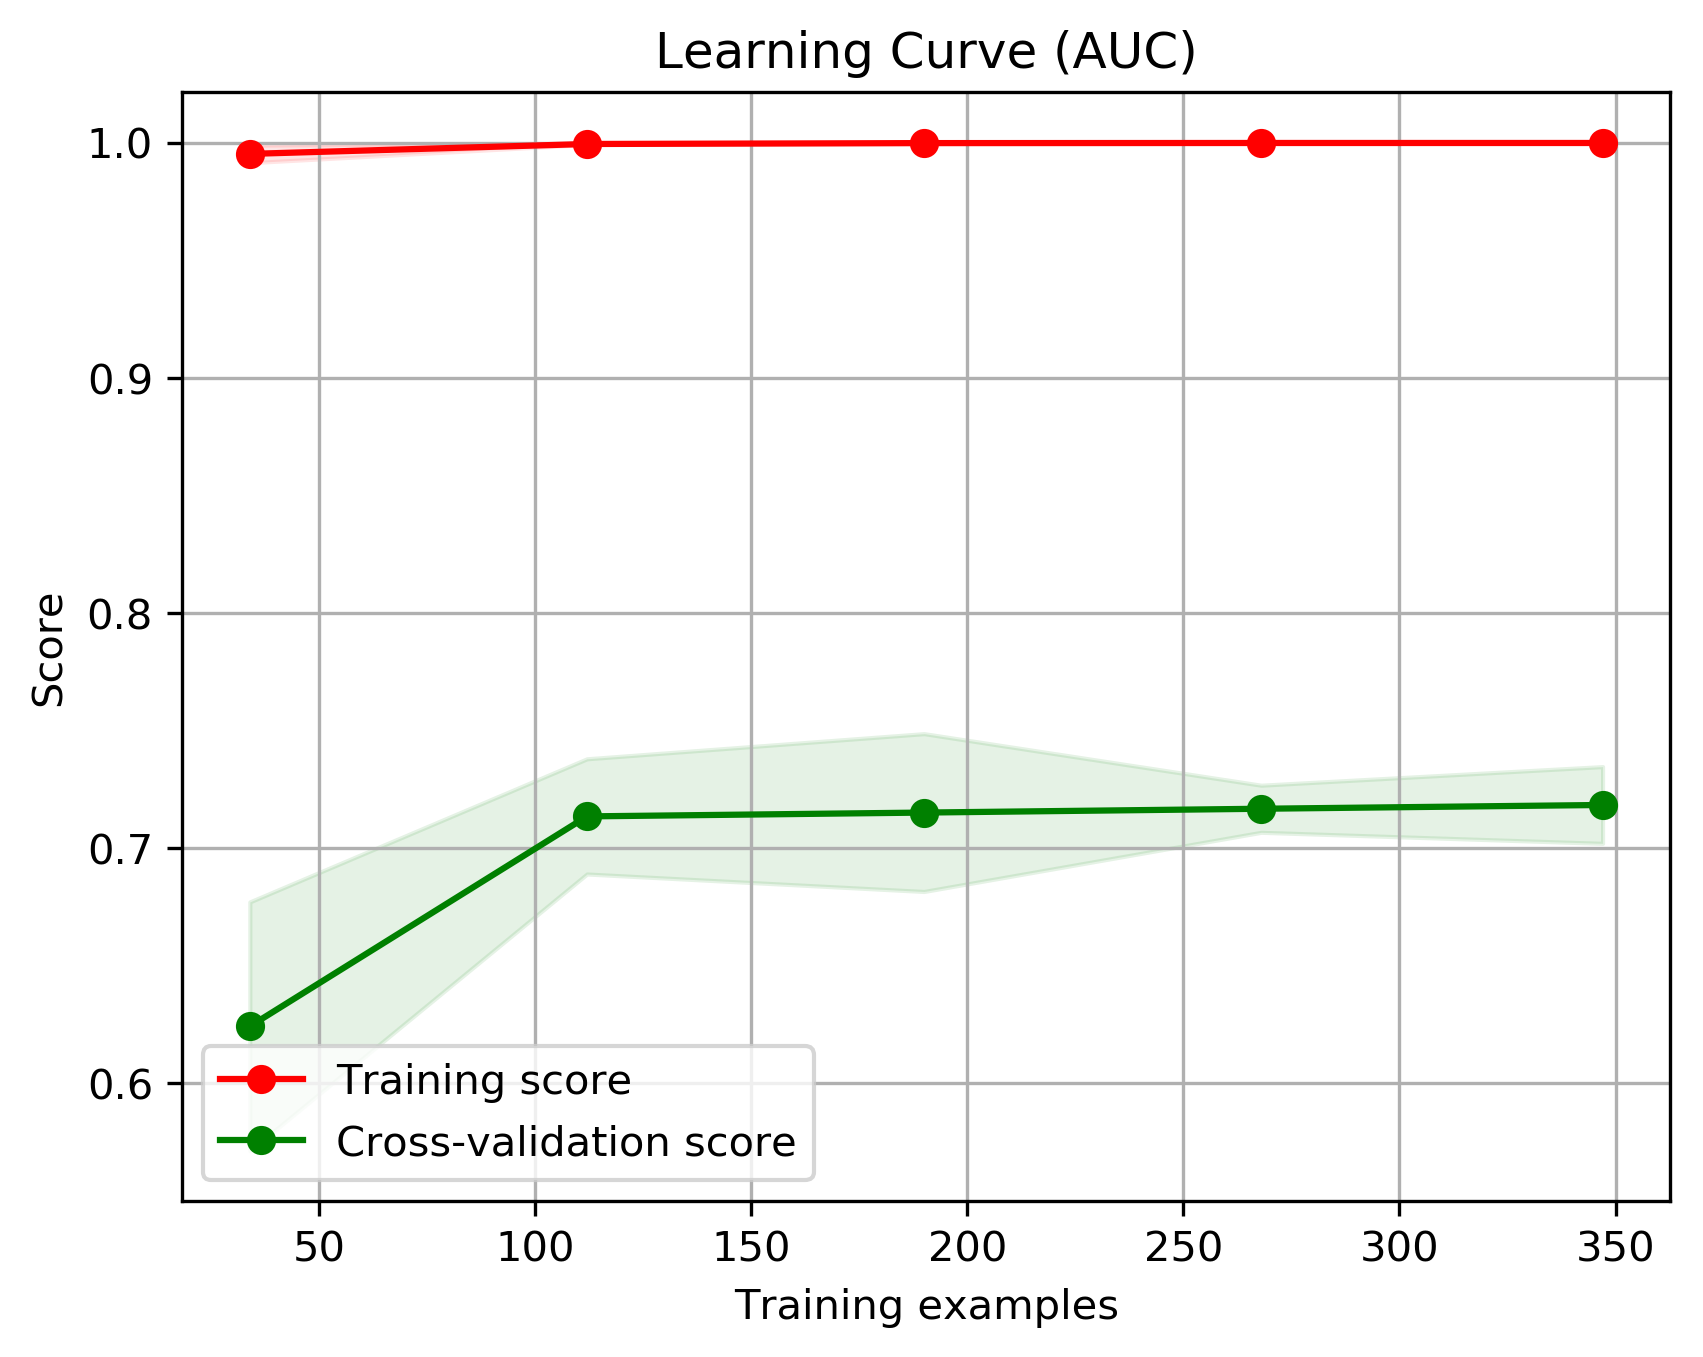 Learning Curve (AUC)
1.0
0.9
0.8
0.7
0.6
Score
Training score
Cross-validation score
50 100 150 200 250 300 350
Training examples